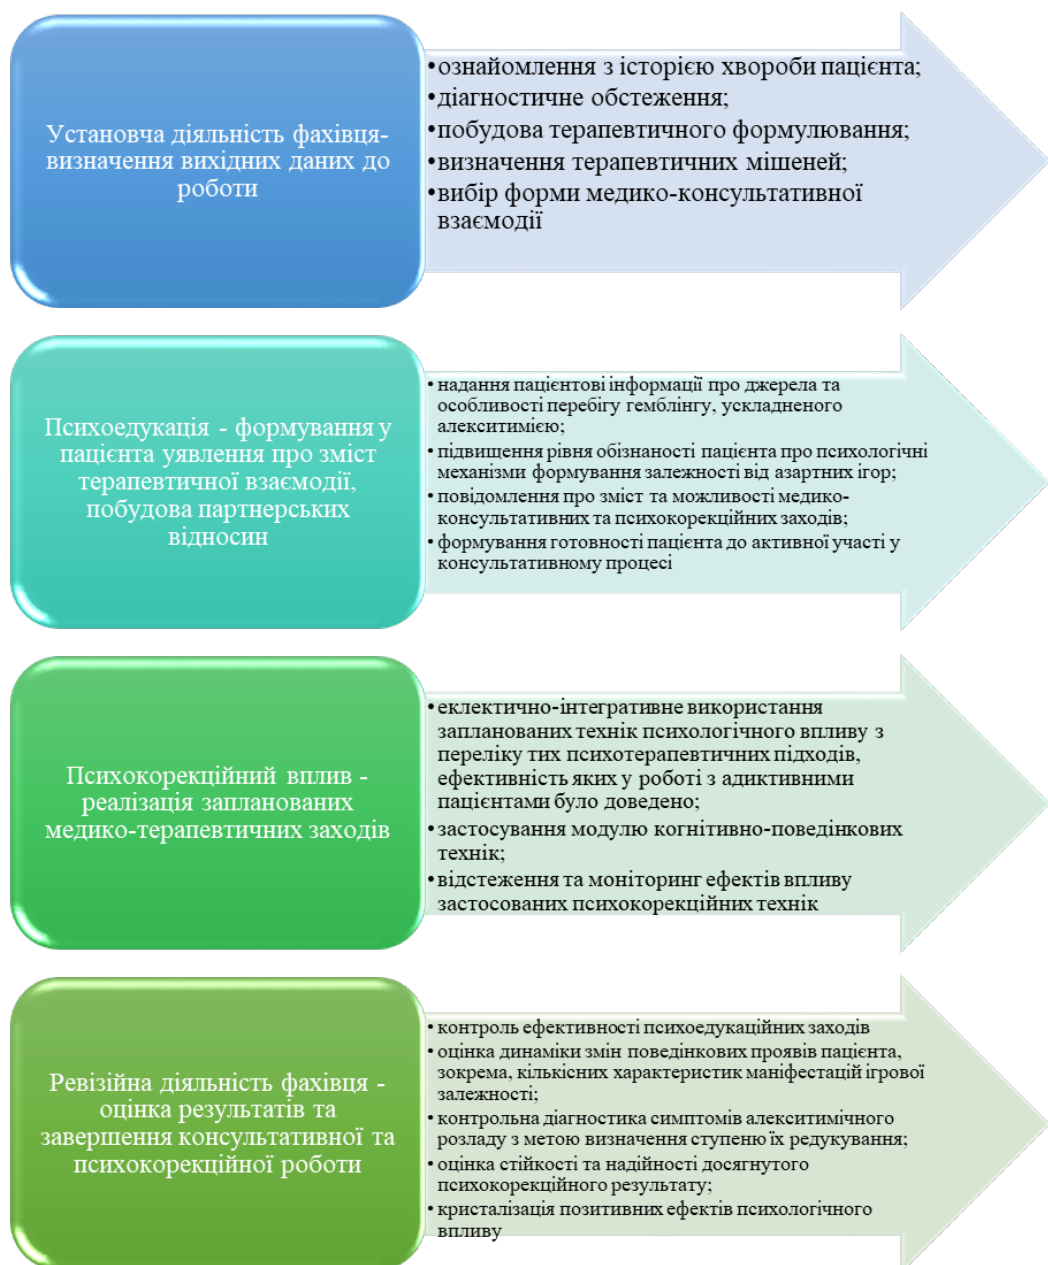 Установча діяльність фахівця-
визначення вихідних даних до
роботи
•ознайомлення з історією хвороби пацієнта;
•діагностичне обстеження;
•побудова терапевтичного формулювання;
•визначення терапевтичних мішеней;
•вибір форми медико-консультативної
взаємодії
Психоедукація - формування у
пацієнта уявлення про зміст
терапевтичної взаємодії,
побудова партнерських
відносин
• надання пацієнтові інформації про джерела та
особливості перебігу гемблінгу, ускладненого
алекситимією;
• підвищення рівня обізнаності пацієнта про психологічні
механізми формування залежності від азартних ігор;
• повідомлення про зміст та можливості медико-
консультативних та психокорекційних заходів;
• формування готовності пацієнта до активної участі у
консультативному процесі
Психокорекційний вплив -
реалізація запланованих
медико-терапевтичних заходів
•еклектично-інтегративне використання
запланованих технік психологічного впливу з
переліку тих психотерапевтичних підходів,
ефективність яких у роботі з адиктивними
пацієнтами було доведено;
•застосування модулю когнітивно-поведінкових
технік;
•відстеження та моніторинг ефектів впливу
застосованих психокорекційних технік
Ревізійна діяльність фахівця -
оцінка результатів та
завершення консультативної та
психокорекційної роботи
• контроль ефективності психоедукаційних заходів
• оцінка динаміки змін поведінкових проявів пацієнта,
зокрема, кількісних характеристик маніфестацій ігрової
залежності;
• контрольна діагностика симптомів алекситимічного
розладу з метою визначення ступеню їх редукування;
• оцінка стійкості та надійності досягнутого
психокорекційного результату;
• кристалізація позитивних ефектів психологічного
впливу